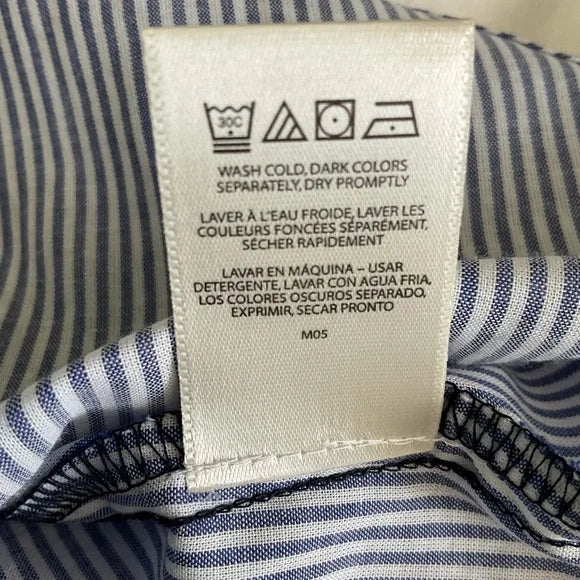 30C
WASH COLD, DARK COLORS
SEPARATELY, DRY PROMPTLY
LAVER À L'EAU FROIDE, LAVER LES
COULEURS FONCÉES SÉPARÉMENT,
SÉCHER RAPIDEMENT
LAVAR EN MÁQUINA – USAR
DETERGENTE, LAVAR CON AGUA FRIA,
LOS COLORES OSCUROS SEPARADO,
EXPRIMIR, SECAR PRONTO
M05